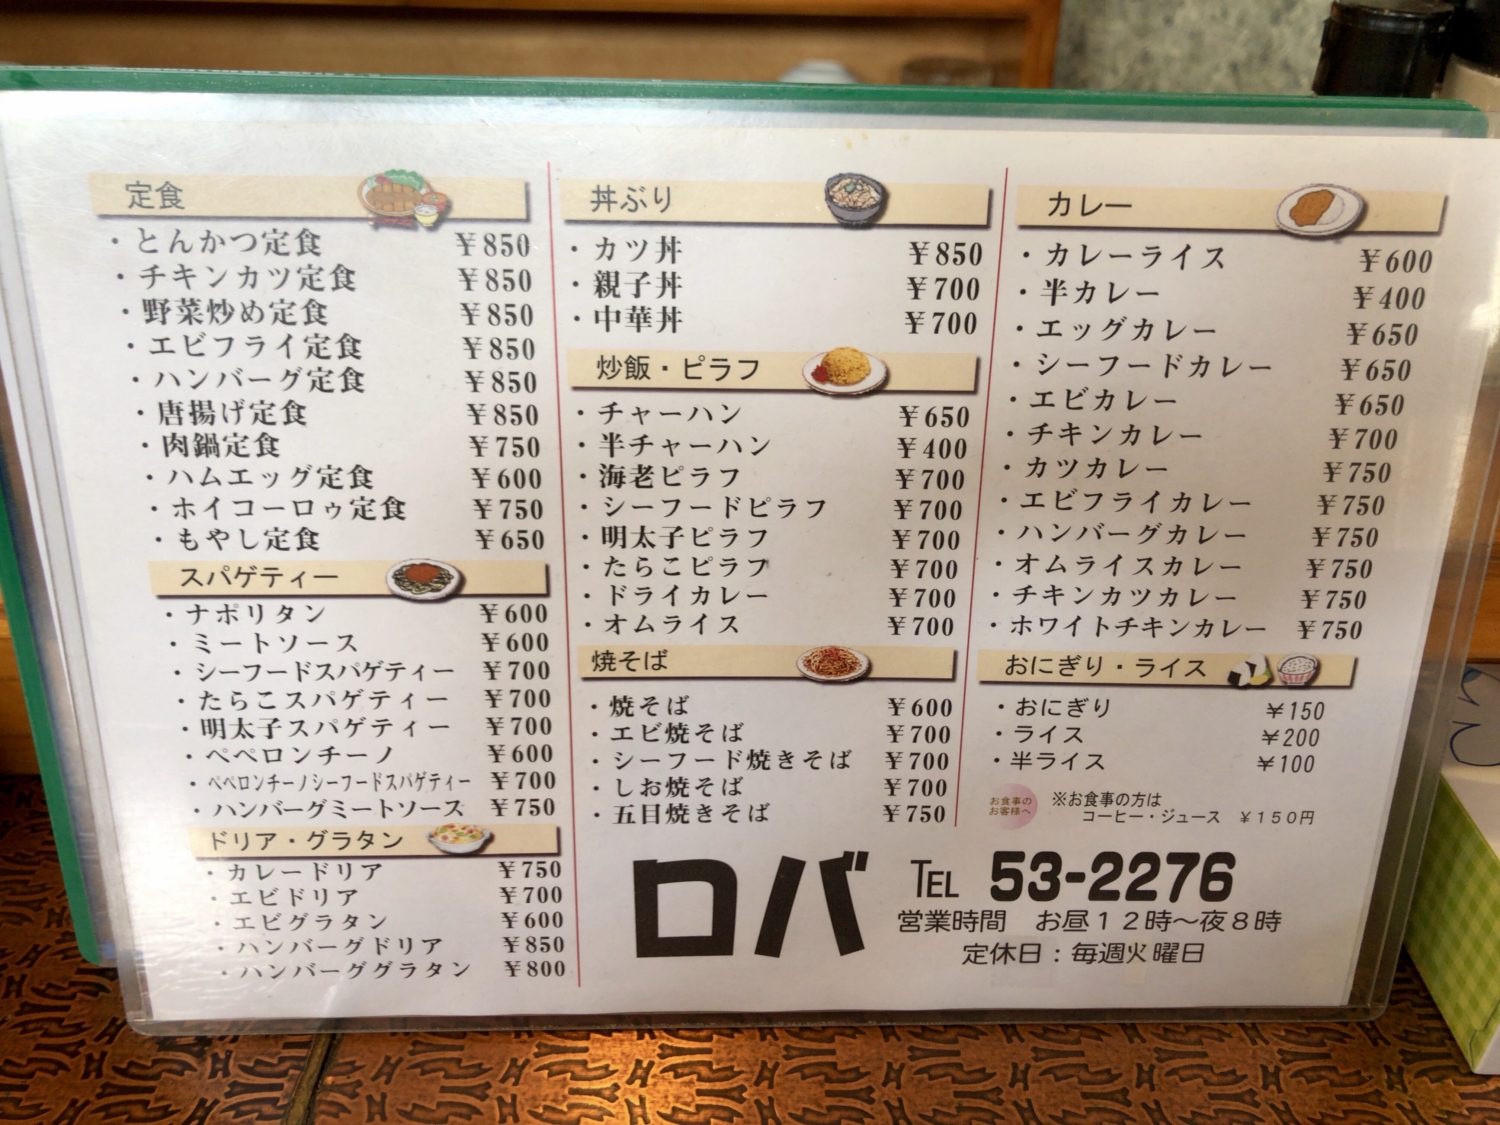 定食
・とんかつ定食 ￥850
・チキンカツ定食 ￥850
・野菜炒め定食 ￥850
・エビフライ定食 ￥850
・ハンバーグ定食 ￥850
・唐揚げ定食 ￥850
・肉鍋定食 ￥750
・ハムエッグ定食 ￥600
・ホイコーロゥ定食 ￥750
・もやし定食 ￥650
スパゲティー
・ナポリタン ￥600
・ミートソース ￥600
・シーフードスパゲティー ￥700
・たらこスパゲティー ￥700
・明太子スパゲティー ￥700
・ペペロンチーノ ￥600
・ペペロンチーノシーフードスパゲティー ￥700
・ハンバーグミートソース ￥750
ドリア・グラタン
・カレードリア ￥750
・エビドリア ￥700
・エビグラタン ￥600
・ハンバーグドリア ￥850
・ハンバーググラタン ￥800
丼ぶり
・カツ丼 ￥850
・親子丼 ￥700
・中華丼 ￥700
炒飯・ピラフ
・チャーハン ￥650
・半チャーハン ￥400
・海老ピラフ ￥700
・シーフードピラフ ￥700
・明太子ピラフ ￥700
・たらこピラフ ￥700
・ドライカレー ￥700
・オムライス ￥700
焼そば
・焼そば ￥600
・エビ焼そば ￥700
・シーフード焼きそば ￥700
・しお焼そば ￥700
・五目焼きそば ￥750
カレー
・カレーライス ￥600
・半カレー ￥400
・エッグカレー ￥650
・シーフードカレー ￥650
・エビカレー ￥650
・チキンカレー ￥700
・カツカレー ￥750
・エビフライカレー ￥750
・ハンバーグカレー ￥750
・オムライスカレー ￥750
・チキンカツカレー ￥750
・ホワイトチキンカレー ￥750
おにぎり・ライス
・おにぎり ￥150
・ライス ￥200
・半ライス ￥100
お食事の
お客様へ
※お食事の方は
コーヒー・ジュース ￥１５０円
ロバ
TEL 53-2276
営業時間 お昼１２時～夜８時
定休日：毎週火曜日